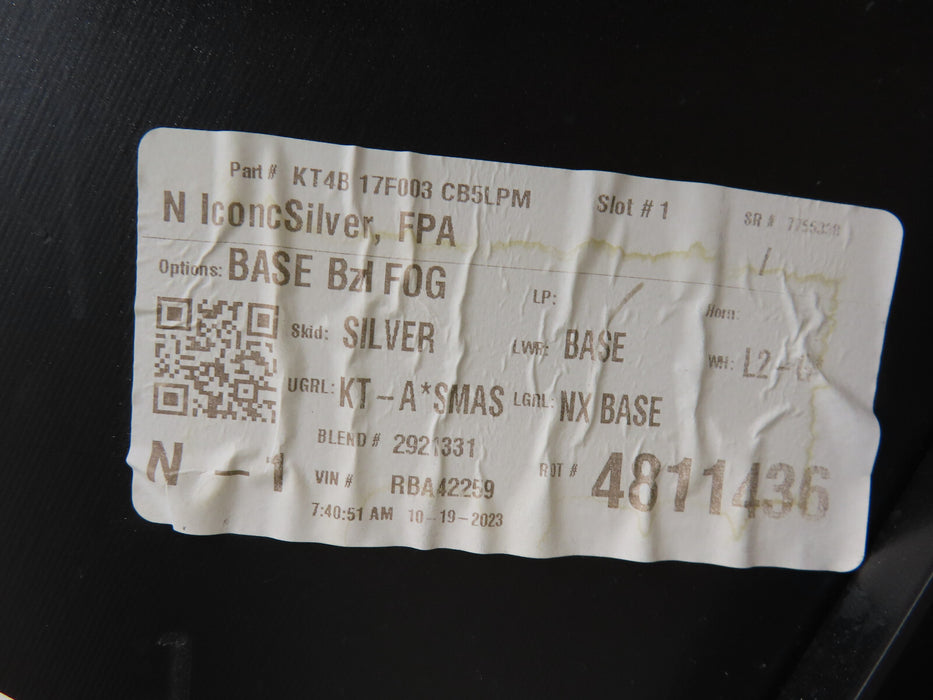 Part # KT4B 17F003 CB5LPM Slot # 1 SR #
N IconcSilver, FPA /
Options: BASE Bzl FOG LP: / Horn:
Skid: SILVER LWR: BASE WH:
UGRL: KT-A*SMAS LGRL: NX BASE
BLEND # 2921331
N - 1 VIN # RBA42259 ROT # 4811436
7:40:51 AM 10-19-2023